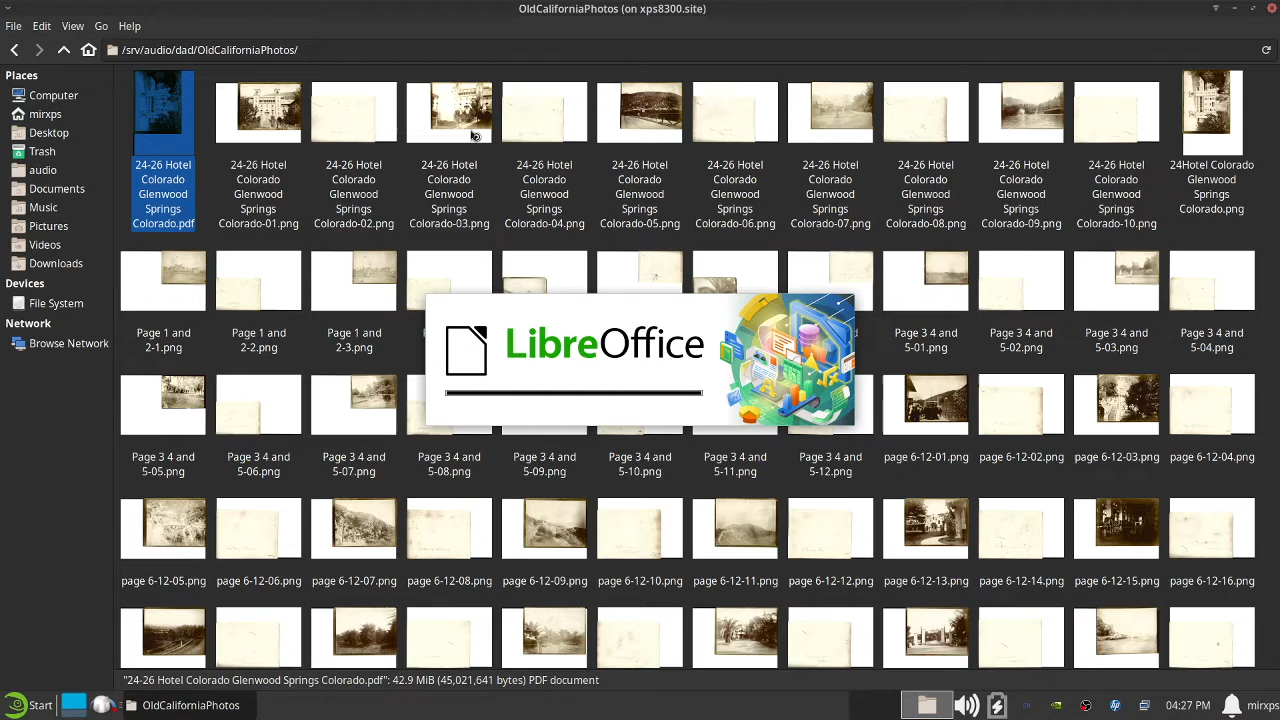 OldCaliforniaPhotos (on xps8300.site)
File Edit View Go Help
/srv/audio/dad/OldCaliforniaPhotos/
Places
Computer
mirxps
Desktop
Trash
audio
Documents
Music
Pictures
Videos
Downloads
Devices
File System
Network
Browse Network
24-26 Hotel Colorado Glenwood Springs Colorado.pdf
24-26 Hotel Colorado Glenwood Springs Colorado-01.png
24-26 Hotel Colorado Glenwood Springs Colorado-02.png
24-26 Hotel Colorado Glenwood Springs Colorado-03.png
24-26 Hotel Colorado Glenwood Springs Colorado-04.png
24-26 Hotel Colorado Glenwood Springs Colorado-05.png
24-26 Hotel Colorado Glenwood Springs Colorado-06.png
24-26 Hotel Colorado Glenwood Springs Colorado-07.png
24-26 Hotel Colorado Glenwood Springs Colorado-08.png
24-26 Hotel Colorado Glenwood Springs Colorado-09.png
24-26 Hotel Colorado Glenwood Springs Colorado-10.png
24Hotel Colorado Glenwood Springs Colorado.png
Page 1 and 2-1.png
Page 1 and 2-2.png
Page 1 and 2-3.png
LibreOffice
Page 3 4 and 5-01.png
Page 3 4 and 5-02.png
Page 3 4 and 5-03.png
Page 3 4 and 5-04.png
Page 3 4 and 5-05.png
Page 3 4 and 5-06.png
Page 3 4 and 5-07.png
Page 3 4 and 5-08.png
Page 3 4 and 5-09.png
Page 3 4 and 5-10.png
Page 3 4 and 5-11.png
Page 3 4 and 5-12.png
page 6-12-01.png
page 6-12-02.png
page 6-12-03.png
page 6-12-04.png
page 6-12-05.png
page 6-12-06.png
page 6-12-07.png
page 6-12-08.png
page 6-12-09.png
page 6-12-10.png
page 6-12-11.png
page 6-12-12.png
page 6-12-13.png
page 6-12-14.png
page 6-12-15.png
page 6-12-16.png
"24-26 Hotel Colorado Glenwood Springs Colorado.pdf": 42.9 MiB (45,021,641 bytes) PDF document
Start
OldCaliforniaPhotos
04:27 PM
mirxps